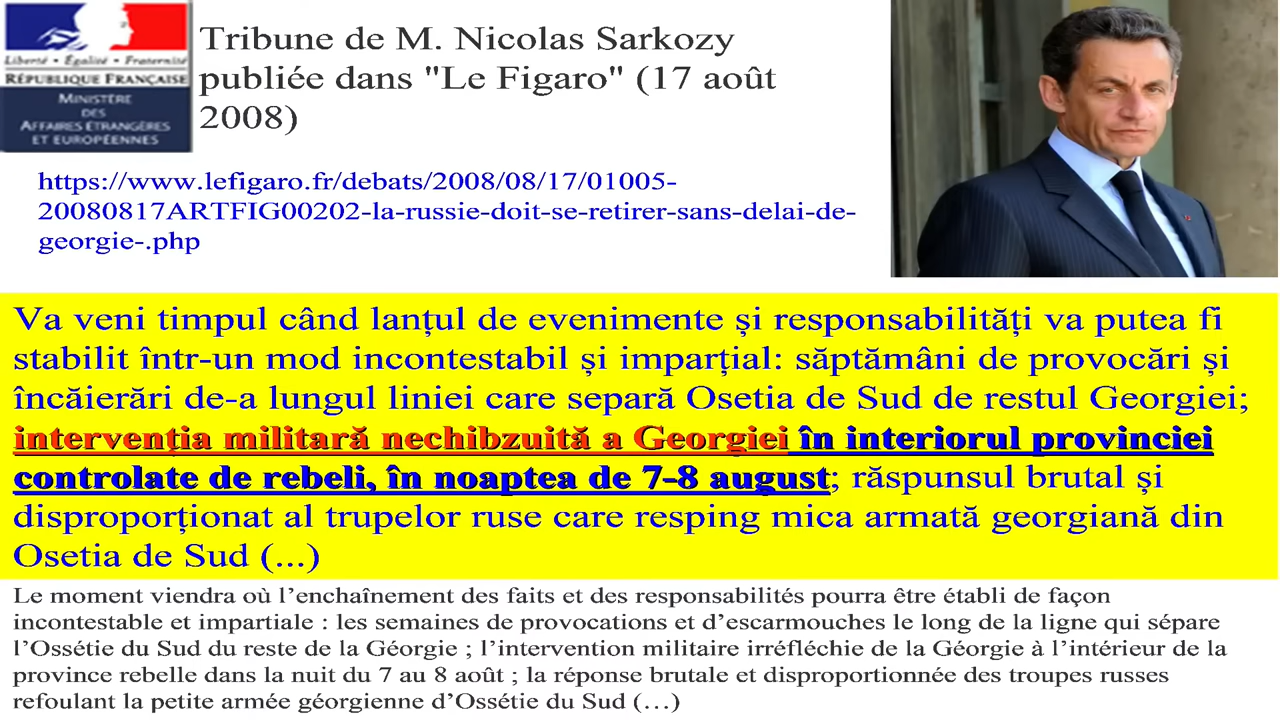 Liberté • Égalité • Fraternité
RÉPUBLIQUE FRANÇAISE
MINISTÈRE
DES
AFFAIRES ÉTRANGÈRES
ET EUROPÉENNES
Tribune de M. Nicolas Sarkozy
publiée dans "Le Figaro" (17 août
2008)
https://www.lefigaro.fr/debats/2008/08/17/01005-
20080817ARTFIG00202-la-russie-doit-se-retirer-sans-delai-de-
georgie-.php
Va veni timpul când lanțul de evenimente și responsabilități va putea fi
stabilit într-un mod incontestabil și imparțial: săptămâni de provocări și
încăierări de-a lungul liniei care separă Osetia de Sud de restul Georgiei;
intervenția militară nechibzuită a Georgiei în interiorul provinciei
controlate de rebeli, în noaptea de 7-8 august; răspunsul brutal și
disproporționat al trupelor ruse care resping mica armată georgiană din
Osetia de Sud (...)
Le moment viendra où l’enchaînement des faits et des responsabilités pourra être établi de façon
incontestable et impartiale : les semaines de provocations et d’escarmouches le long de la ligne qui sépare
l’Ossétie du Sud du reste de la Géorgie ; l’intervention militaire irréfléchie de la Géorgie à l’intérieur de la
province rebelle dans la nuit du 7 au 8 août ; la réponse brutale et disproportionnée des troupes russes
refoulant la petite armée géorgienne d’Ossétie du Sud (…)